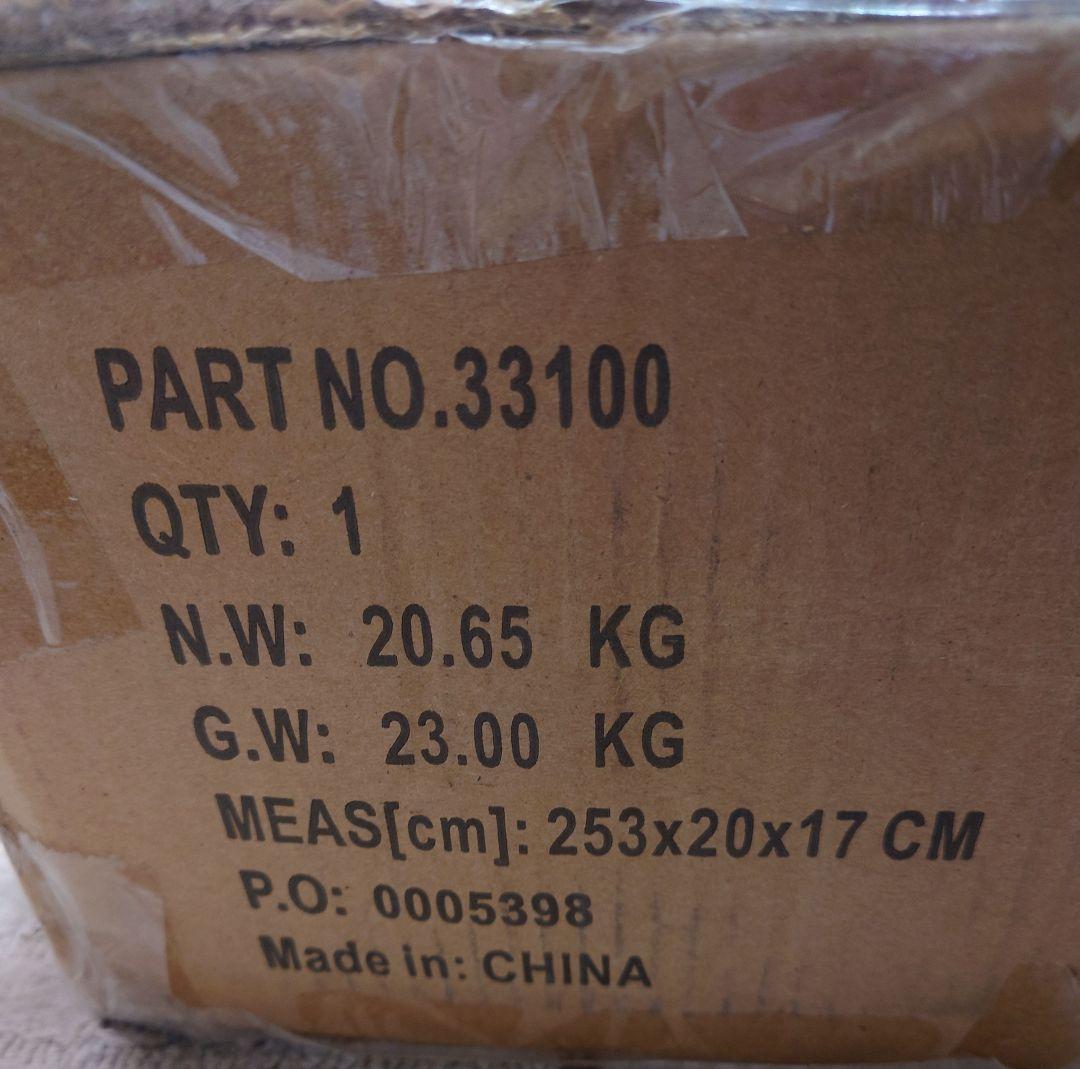 PART NO.33100
QTY: 1
N.W: 20.65 KG
G.W: 23.00 KG
MEAS[cm]: 253x20x17 CM
P.O: 0005398
Made in: CHINA